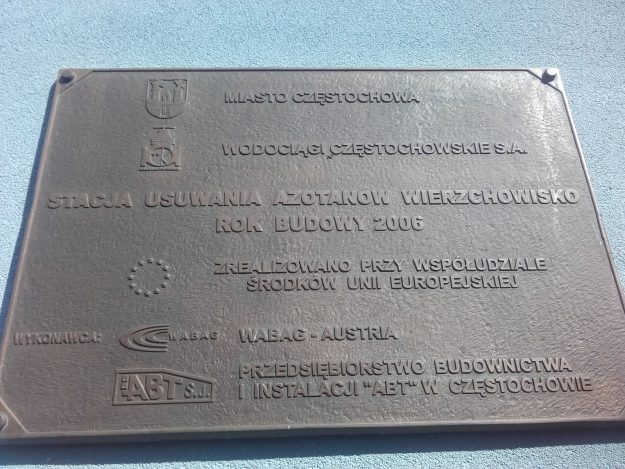 MIASTO CZĘSTOCHOWA
WODOCIĄGI CZĘSTOCHOWSKIE S.A.
STACJA USUWANIA AZOTANÓW WIERZCHOWISKO
ROK BUDOWY 2006
ZREALIZOWANO PRZY WSPÓŁUDZIALE
ŚRODKÓW UNII EUROPEJSKIEJ
WYKONAWCA: WABAG WABAG - AUSTRIA
ABT S.J. PRZEDSIĘBIORSTWO BUDOWNICTWA
I INSTALACJI "ABT" W CZĘSTOCHOWIE